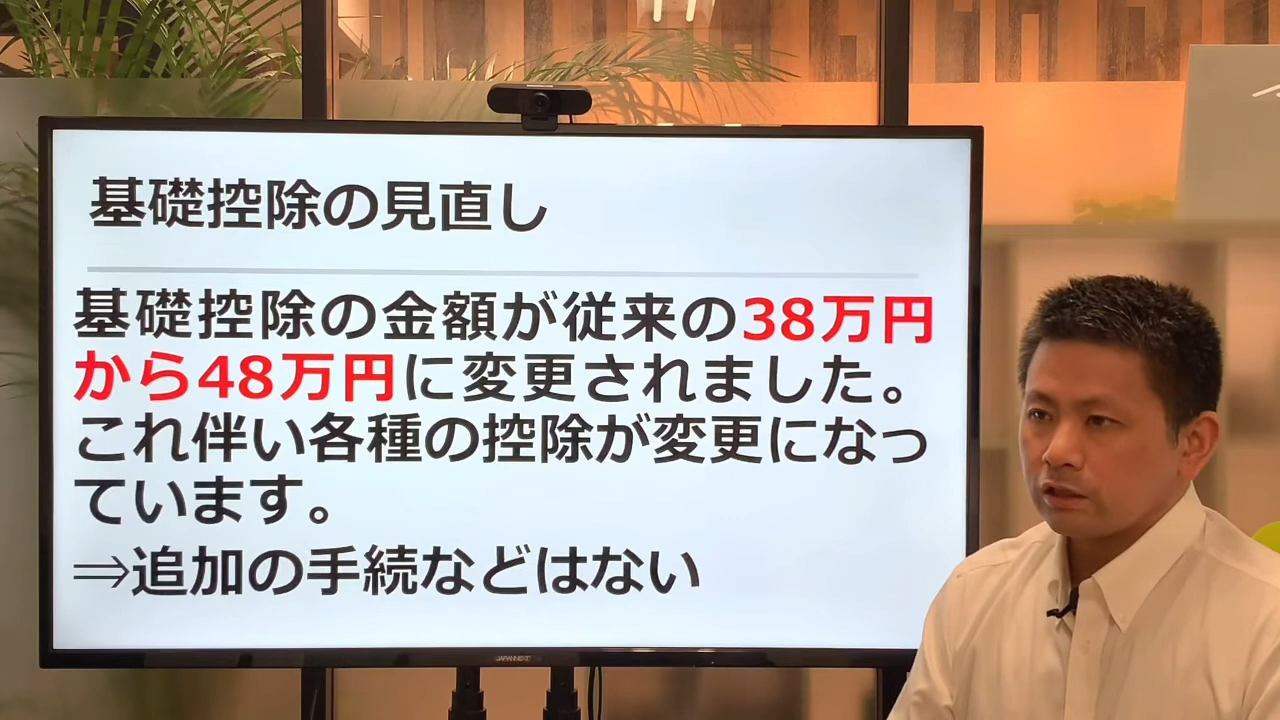 基礎控除の見直し
基礎控除の金額が従来の38万円
から48万円に変更されました。
これ伴い各種の控除が変更になっ
ています。
⇒追加の手続などはない
JAPANNEXT